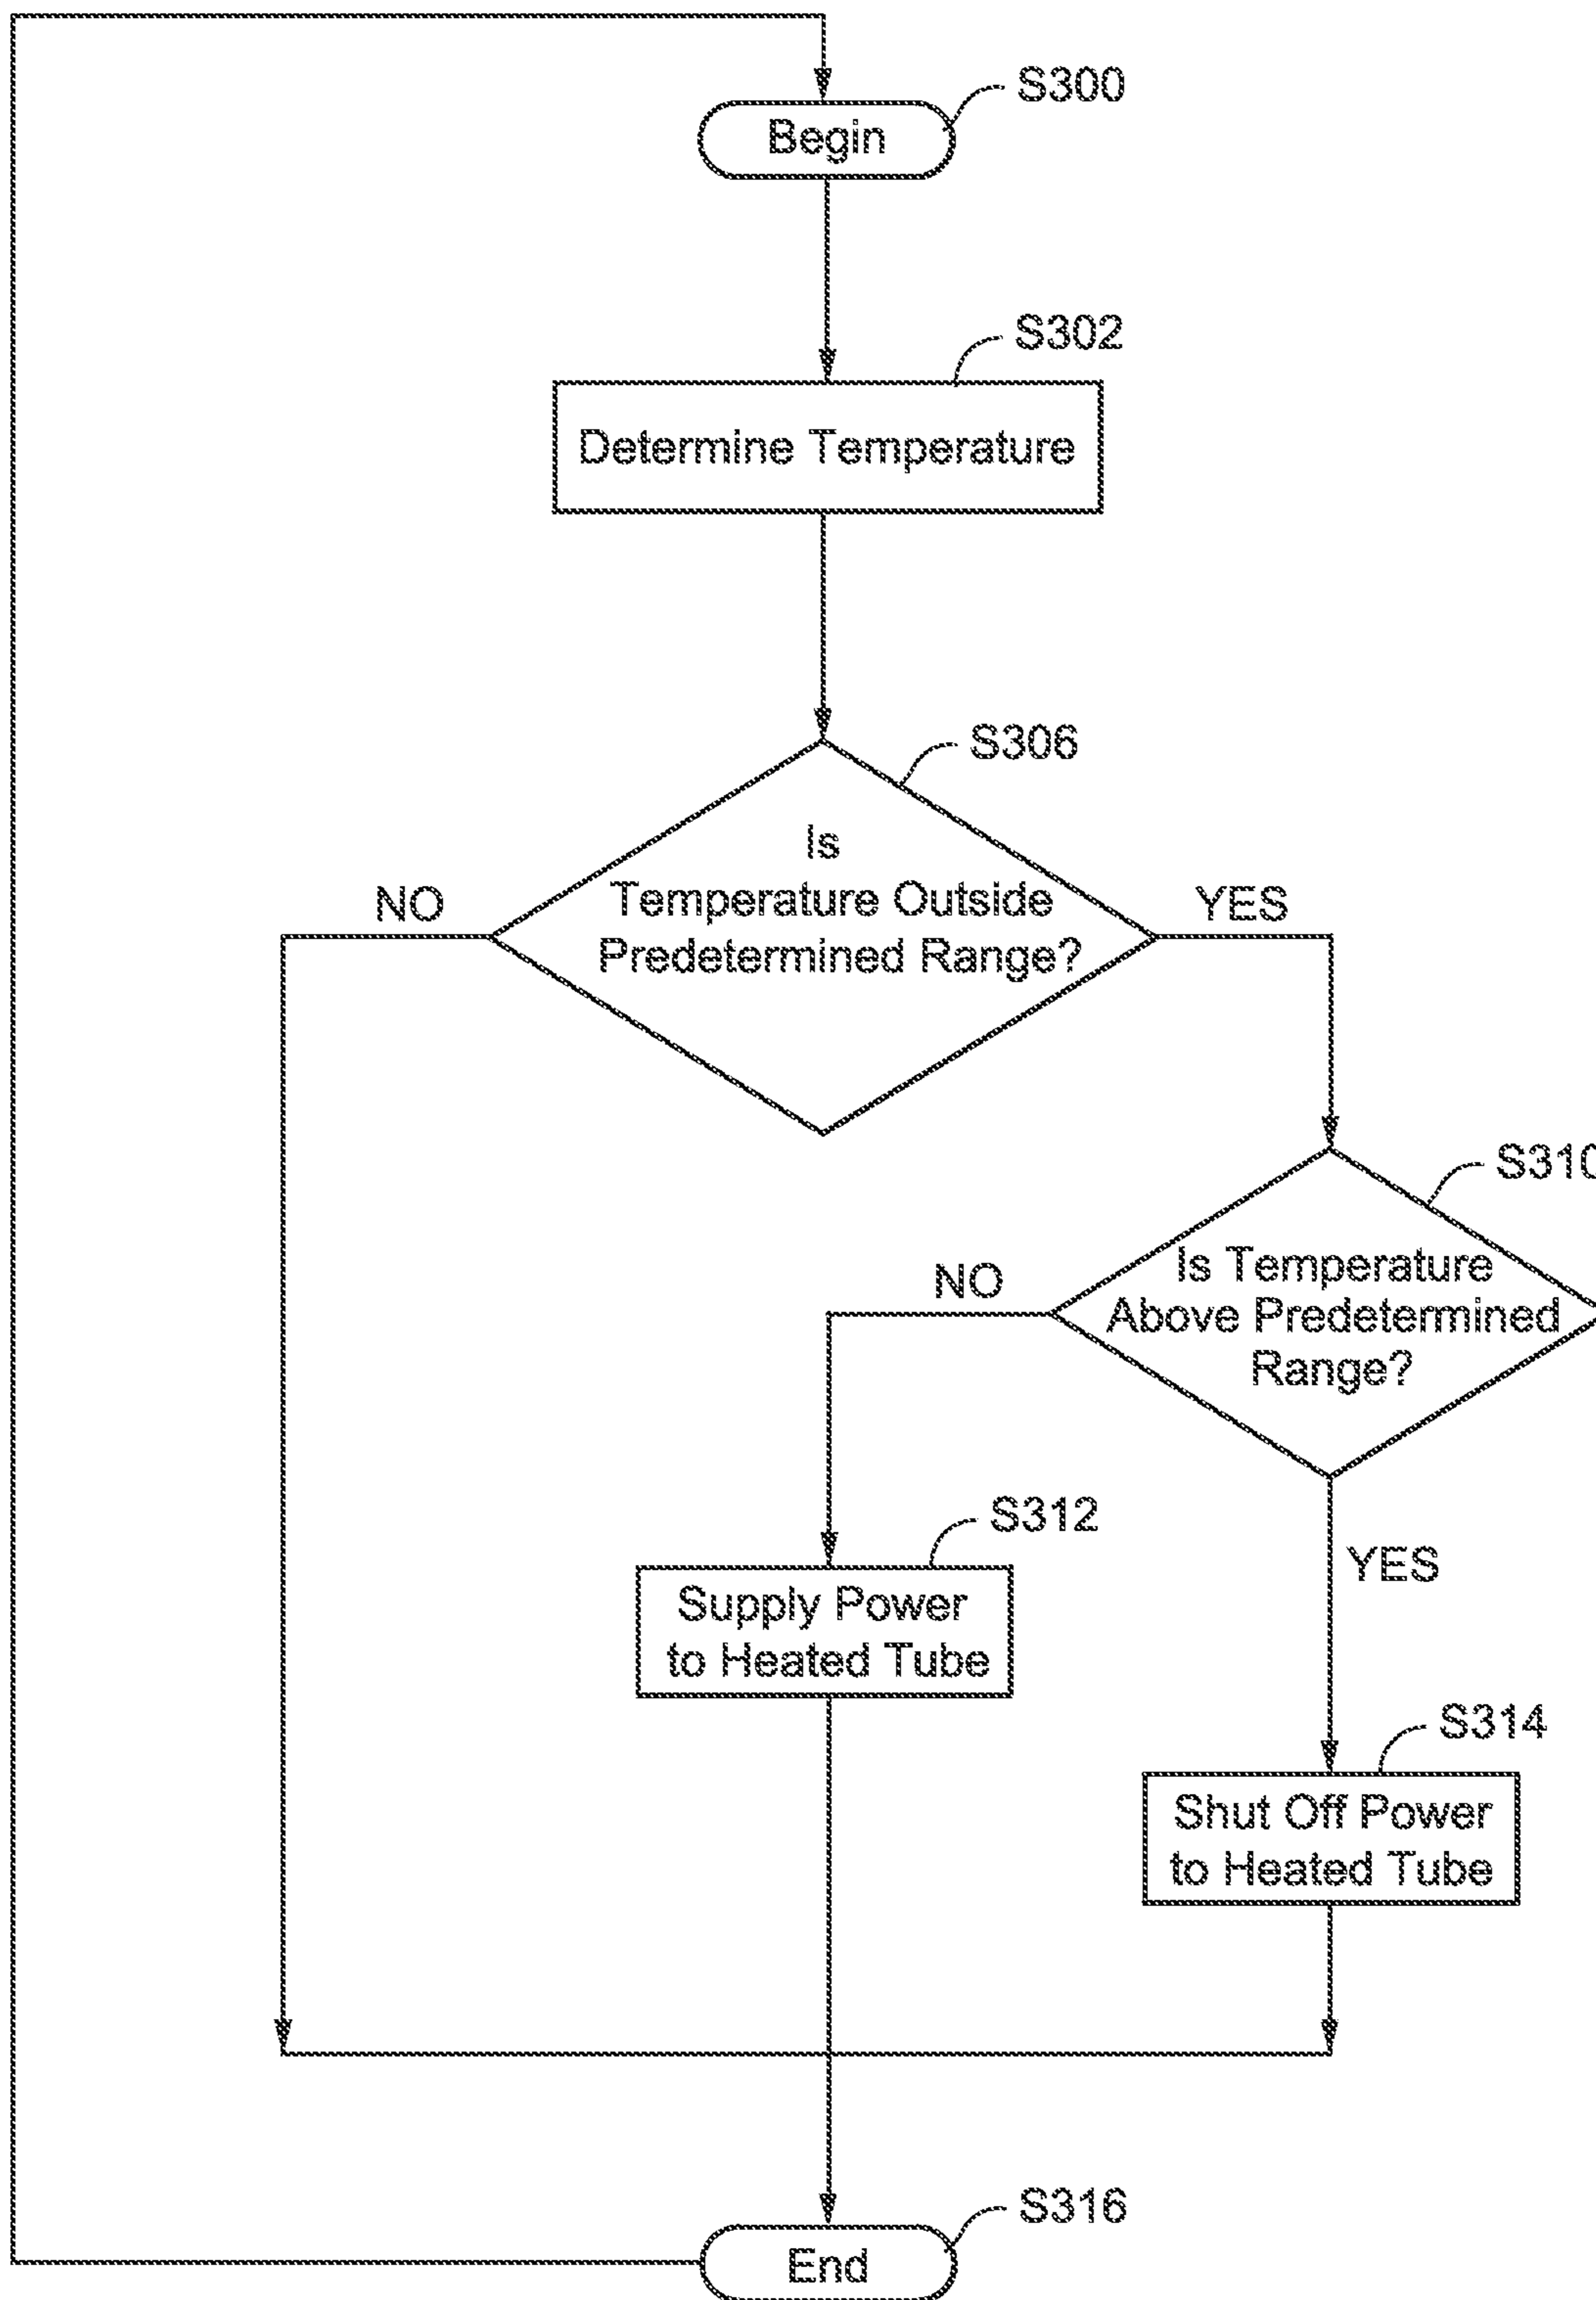 S300
Begin
S302
Determine Temperature
S306
Is
Temperature Outside
Predetermined Range?
NO
YES
S310
Is Temperature
Above Predetermined
Range?
NO
YES
S312
Supply Power
to Heated Tube
S314
Shut Off Power
to Heated Tube
S316
End